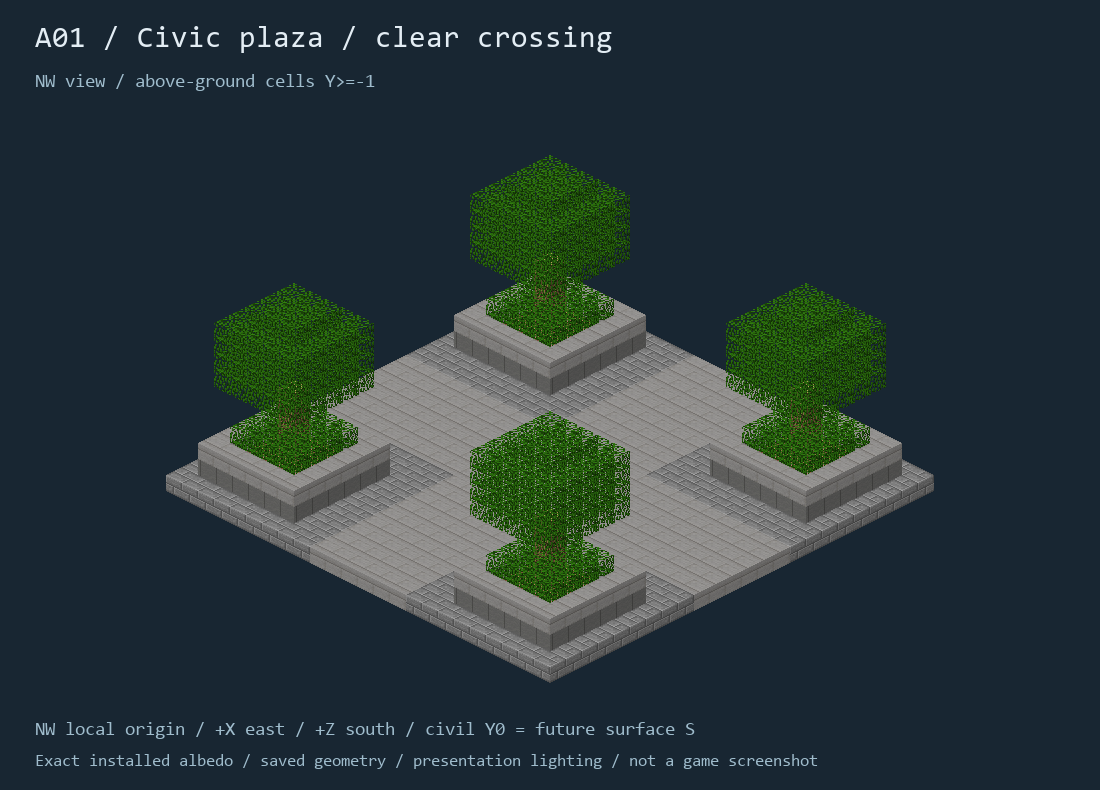 A01 / Civic plaza / clear crossing
NW view / above-ground cells Y>=-1
NW local origin / +X east / +Z south / civil Y0 = future surface S
Exact installed albedo / saved geometry / presentation lighting / not a game screenshot